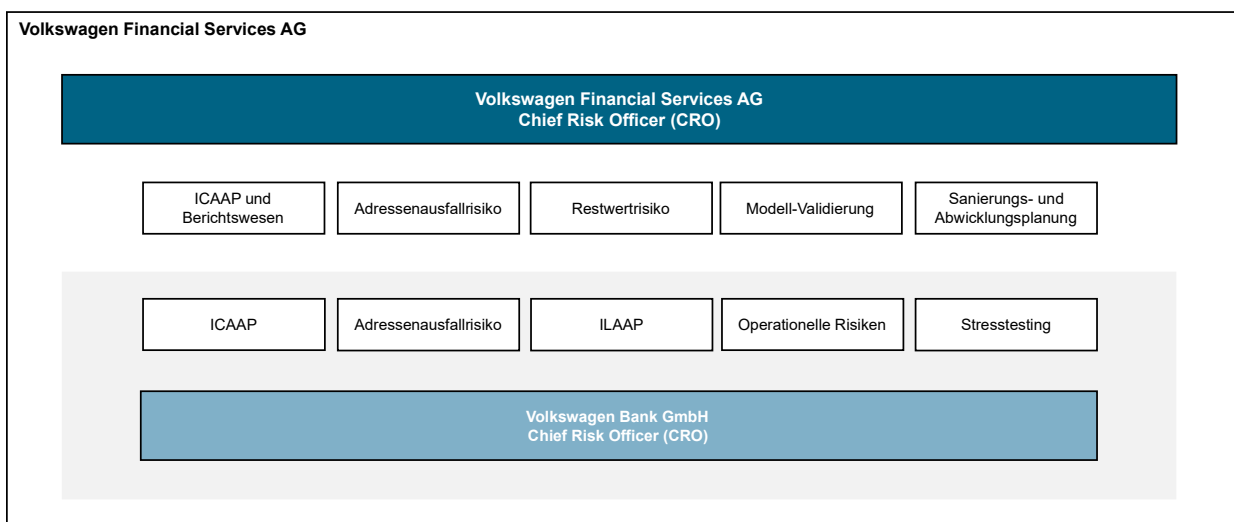 Volkswagen Financial Services AG
Volkswagen Financial Services AG
Chief Risk Officer (CRO)
ICAAP und
Berichtswesen
Adressenausfallrisiko
Restwertrisiko
Modell-Validierung
Sanierungs- und
Abwicklungsplanung
ICAAP
Adressenausfallrisiko
ILAAP
Operationelle Risiken
Stresstesting
Volkswagen Bank GmbH
Chief Risk Officer (CRO)